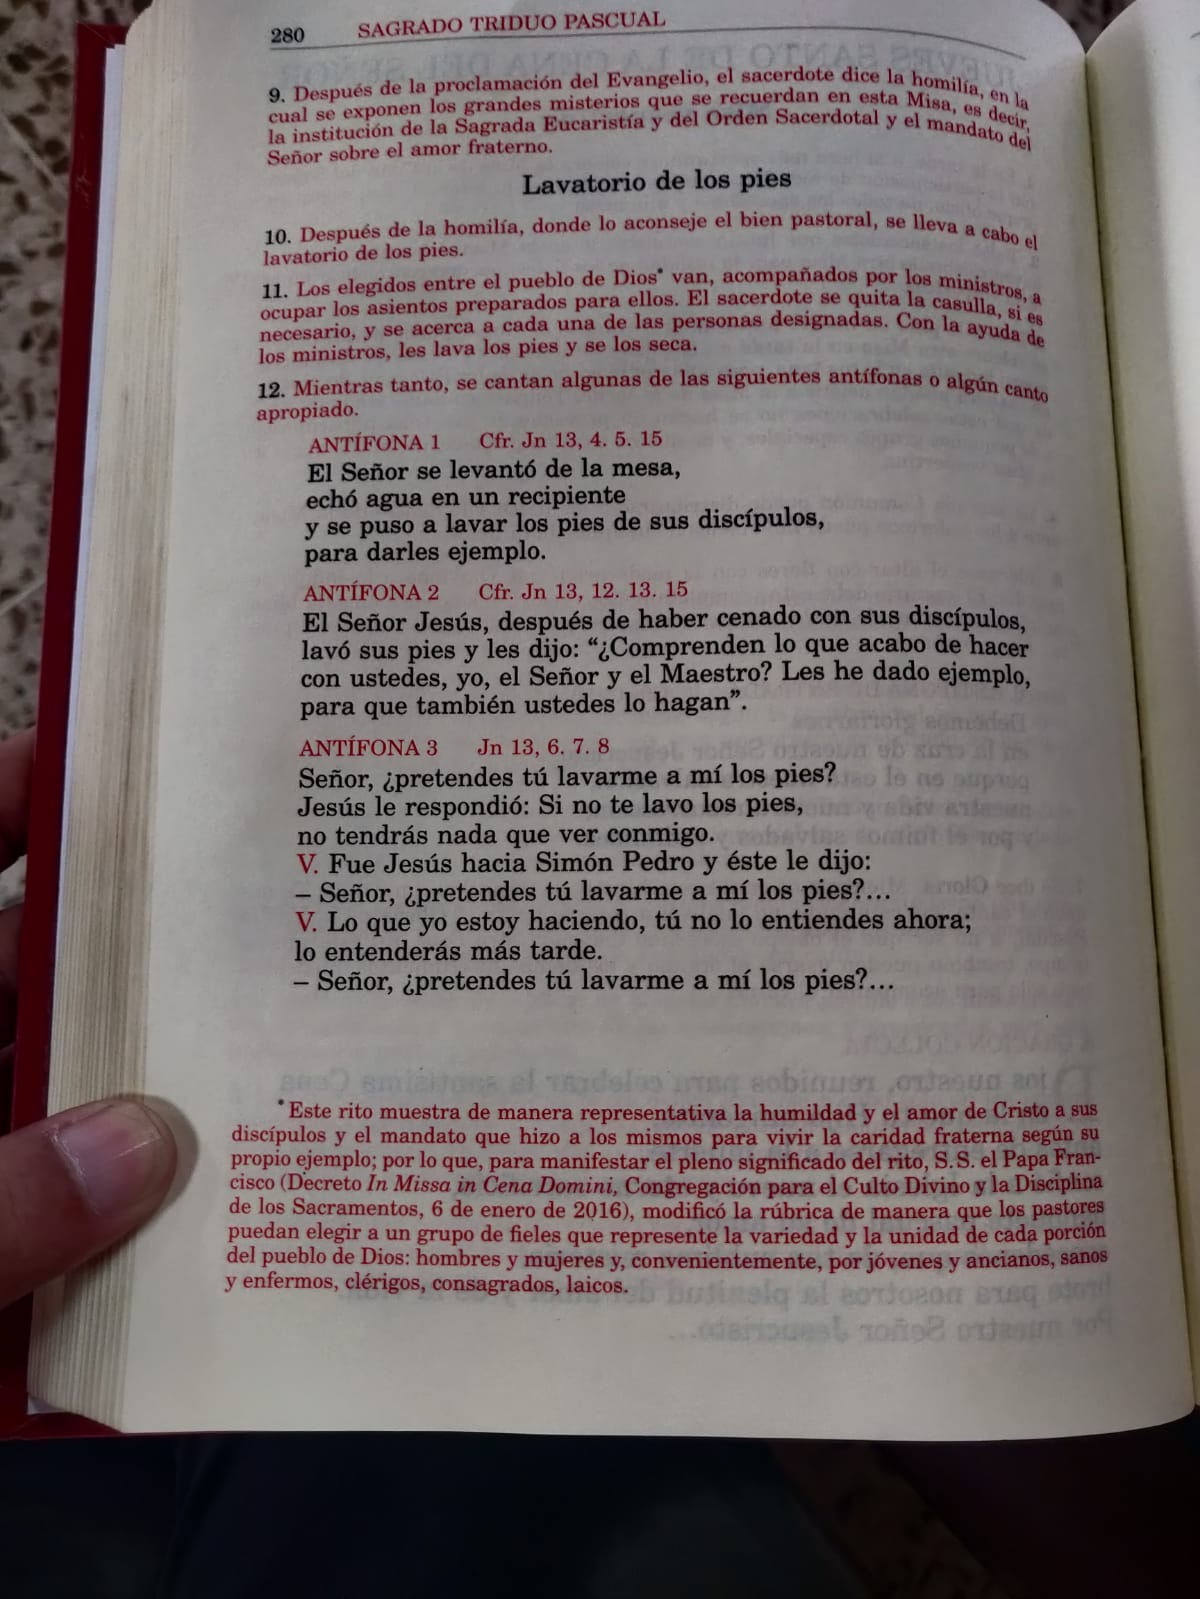 280 SAGRADO TRIDUO PASCUAL
9. Después de la proclamación del Evangelio, el sacerdote dice la homilía, en la
cual se exponen los grandes misterios que se recuerdan en esta Misa, es decir,
la institución de la Sagrada Eucaristía y del Orden Sacerdotal y el mandato del
Señor sobre el amor fraterno.
Lavatorio de los pies
10. Después de la homilía, donde lo aconseje el bien pastoral, se lleva a cabo el
lavatorio de los pies.
11. Los elegidos entre el pueblo de Dios* van, acompañados por los ministros, a
ocupar los asientos preparados para ellos. El sacerdote se quita la casulla, si es
necesario, y se acerca a cada una de las personas designadas. Con la ayuda de
los ministros, les lava los pies y se los seca.
12. Mientras tanto, se cantan algunas de las siguientes antífonas o algún canto
apropiado.
ANTÍFONA 1 Cfr. Jn 13, 4. 5. 15
El Señor se levantó de la mesa,
echó agua en un recipiente
y se puso a lavar los pies de sus discípulos,
para darles ejemplo.
ANTÍFONA 2 Cfr. Jn 13, 12. 13. 15
El Señor Jesús, después de haber cenado con sus discípulos,
lavó sus pies y les dijo: “¿Comprenden lo que acabo de hacer
con ustedes, yo, el Señor y el Maestro? Les he dado ejemplo,
para que también ustedes lo hagan”.
ANTÍFONA 3 Jn 13, 6. 7. 8
Señor, ¿pretendes tú lavarme a mí los pies?
Jesús le respondió: Si no te lavo los pies,
no tendrás nada que ver conmigo.
V. Fue Jesús hacia Simón Pedro y éste le dijo:
– Señor, ¿pretendes tú lavarme a mí los pies?...
V. Lo que yo estoy haciendo, tú no lo entiendes ahora;
lo entenderás más tarde.
– Señor, ¿pretendes tú lavarme a mí los pies?...
*Este rito muestra de manera representativa la humildad y el amor de Cristo a sus
discípulos y el mandato que hizo a los mismos para vivir la caridad fraterna según su
propio ejemplo; por lo que, para manifestar el pleno significado del rito, S.S. el Papa Fran-
cisco (Decreto In Missa in Cena Domini, Congregación para el Culto Divino y la Disciplina
de los Sacramentos, 6 de enero de 2016), modificó la rúbrica de manera que los pastores
puedan elegir a un grupo de fieles que represente la variedad y la unidad de cada porción
del pueblo de Dios: hombres y mujeres y, convenientemente, por jóvenes y ancianos, sanos
y enfermos, clérigos, consagrados, laicos.